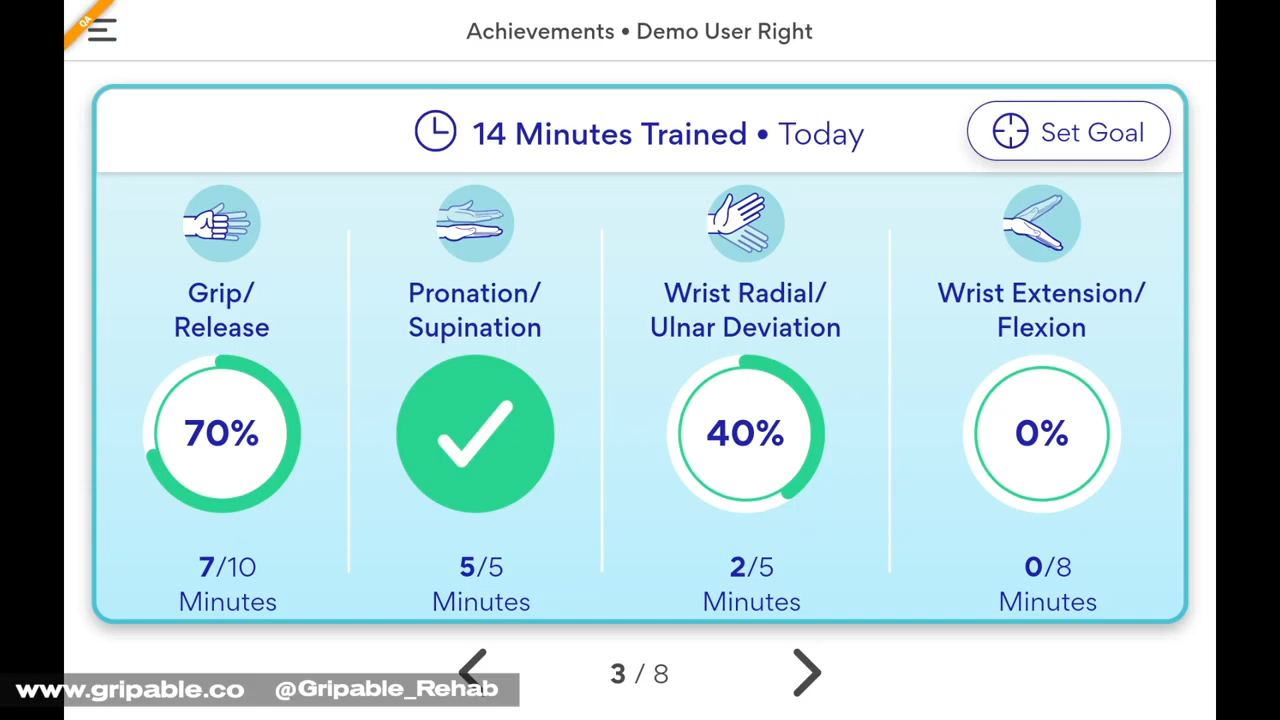 QA
Achievements • Demo User Right
14 Minutes Trained • Today
Set Goal
Grip/
Release
70%
7/10
Minutes
Pronation/
Supination
5/5
Minutes
Wrist Radial/
Ulnar Deviation
40%
2/5
Minutes
Wrist Extension/
Flexion
0%
0/8
Minutes
3 / 8
www.gripable.co @Gripable_Rehab